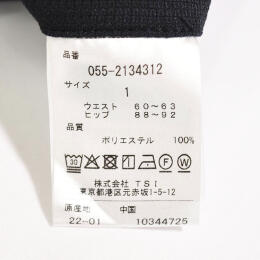 品番
055-2134312
サイズ
1
ウエスト 60~63
ヒップ 88~92
品質
ポリエステル 100%
株式会社 TSI
東京都港区元赤坂1-5-12
原産地 中国
22-01 10344725